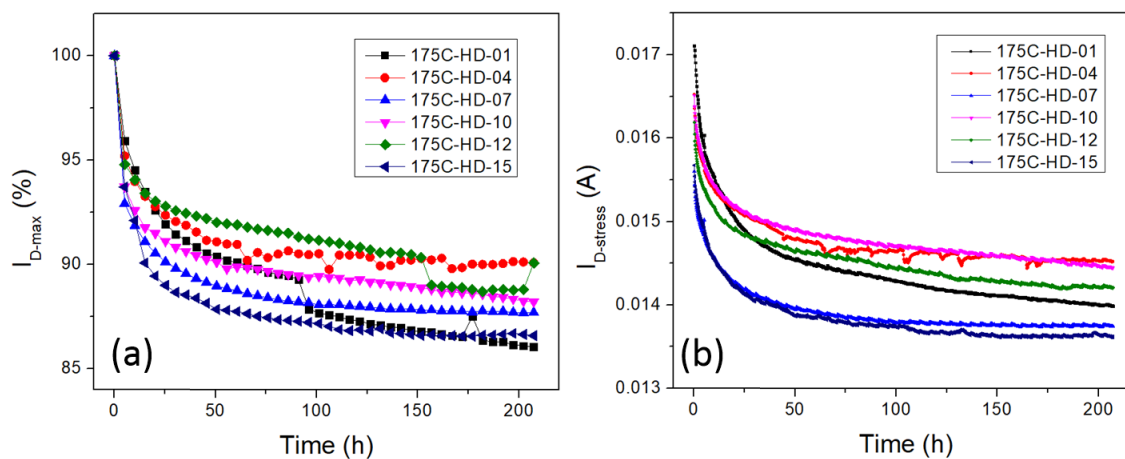 100
95
90
85
I_D-max (%)
0
50
100
150
200
Time (h)
(a)
175C-HD-01
175C-HD-04
175C-HD-07
175C-HD-10
175C-HD-12
175C-HD-15
0.017
0.016
0.015
0.014
0.013
I_D-stress (A)
0
50
100
150
200
Time (h)
(b)
175C-HD-01
175C-HD-04
175C-HD-07
175C-HD-10
175C-HD-12
175C-HD-15